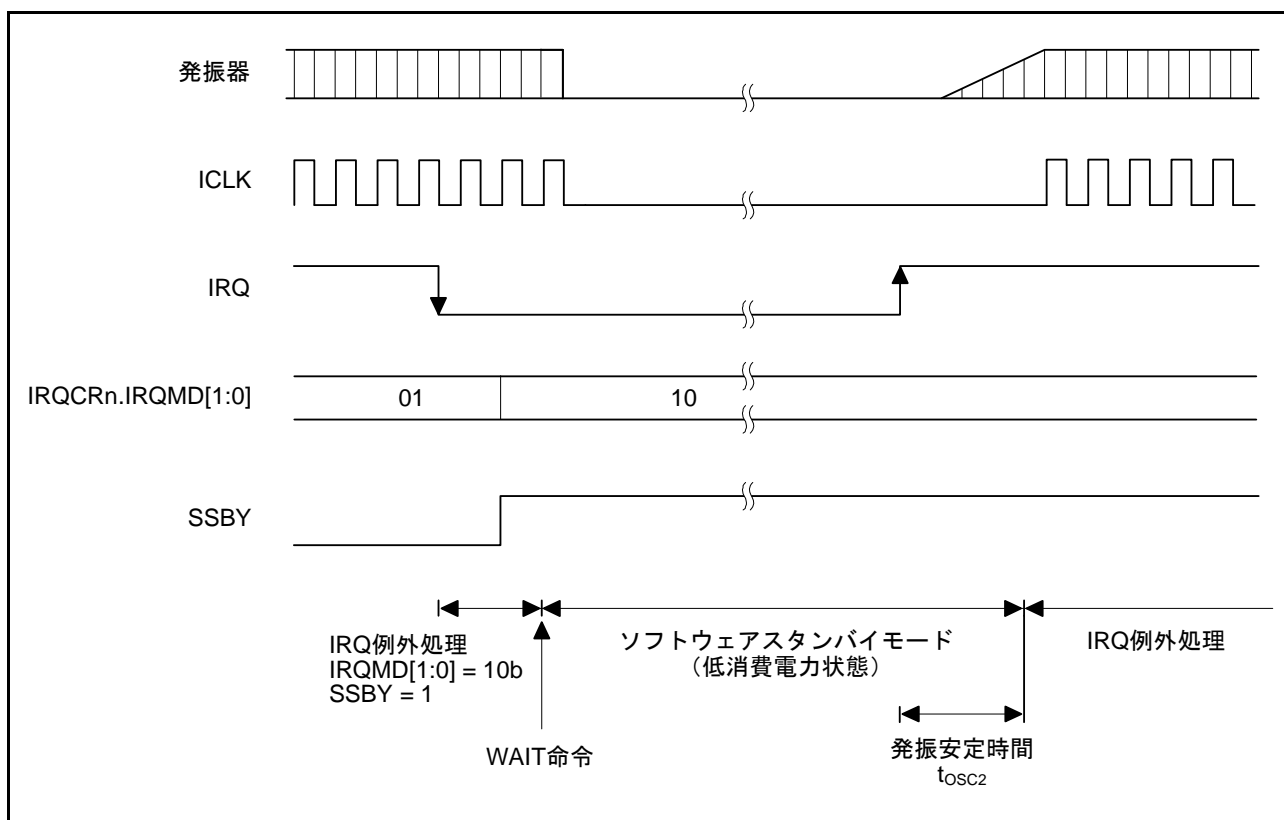 発振器
ICLK
IRQ
IRQCRn.IRQMD[1:0]
01
10
SSBY
IRQ例外処理
IRQMD[1:0] = 10b
SSBY = 1
ソフトウェアスタンバイモード
（低消費電力状態）
IRQ例外処理
WAIT命令
発振安定時間
tOSC2